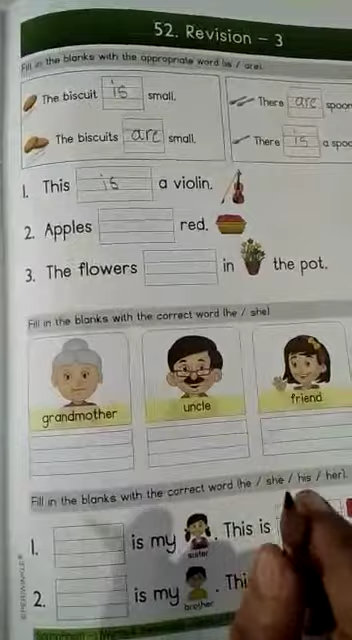 52. Revision - 3
Fill in the blanks with the appropriate word (is / are).
The biscuit is small. There are spoon
The biscuits are small. There is a spoo
1. This is a violin.
2. Apples red.
3. The flowers in the pot.
Fill in the blanks with the correct word (he / she)
grandmother uncle friend
Fill in the blanks with the correct word (he / she / his / her).
1. is my sister. This is
2. is my brother. Thi
©PERIWINKLE®